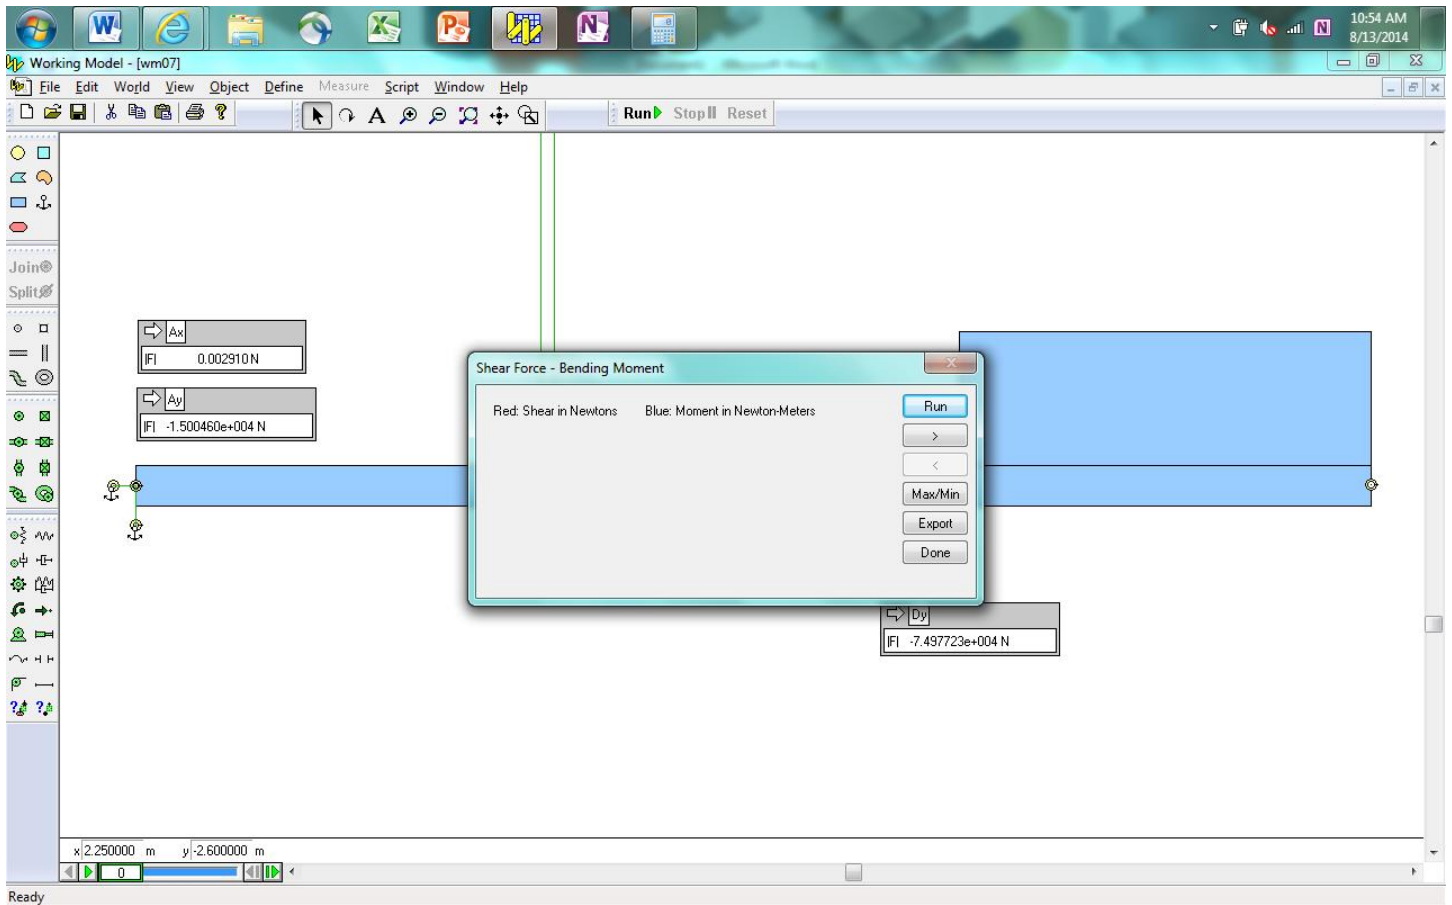 10:54 AM
8/13/2014
Working Model - [wm07]
File Edit World View Object Define Measure Script Window Help
A Run Stop Reset
Join
Split
Ax
|F| 0.002910 N
Ay
|F| -1.500460e+004 N
Shear Force - Bending Moment
Red: Shear in Newtons Blue: Moment in Newton-Meters
Run
>
<
Max/Min
Export
Done
Dy
|F| -7.497723e+004 N
x 2.250000 m y -2.600000 m
0
Ready